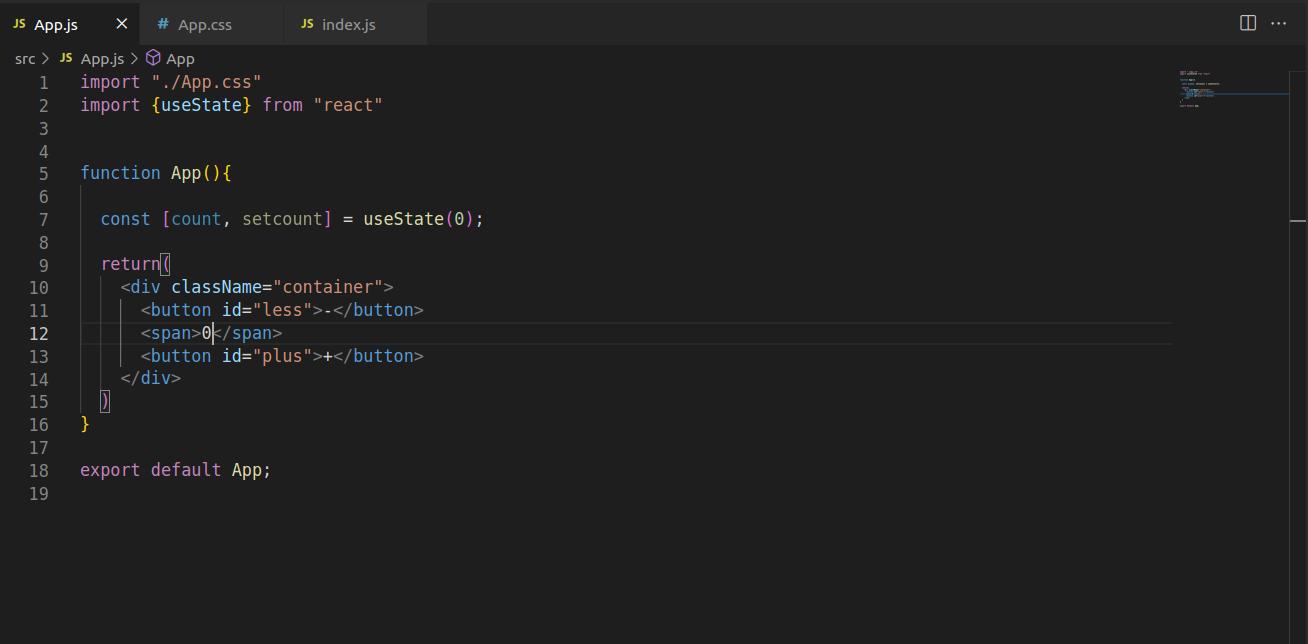 JS App.js × # App.css JS index.js ···
src > JS App.js > App
1 import "./App.css"
2 import {useState} from "react"
3
4
5 function App(){
6
7 const [count, setcount] = useState(0);
8
9 return(
10 <div className="container">
11 <button id="less">-</button>
12 <span>0</span>
13 <button id="plus">+</button>
14 </div>
15 )
16 }
17
18 export default App;
19